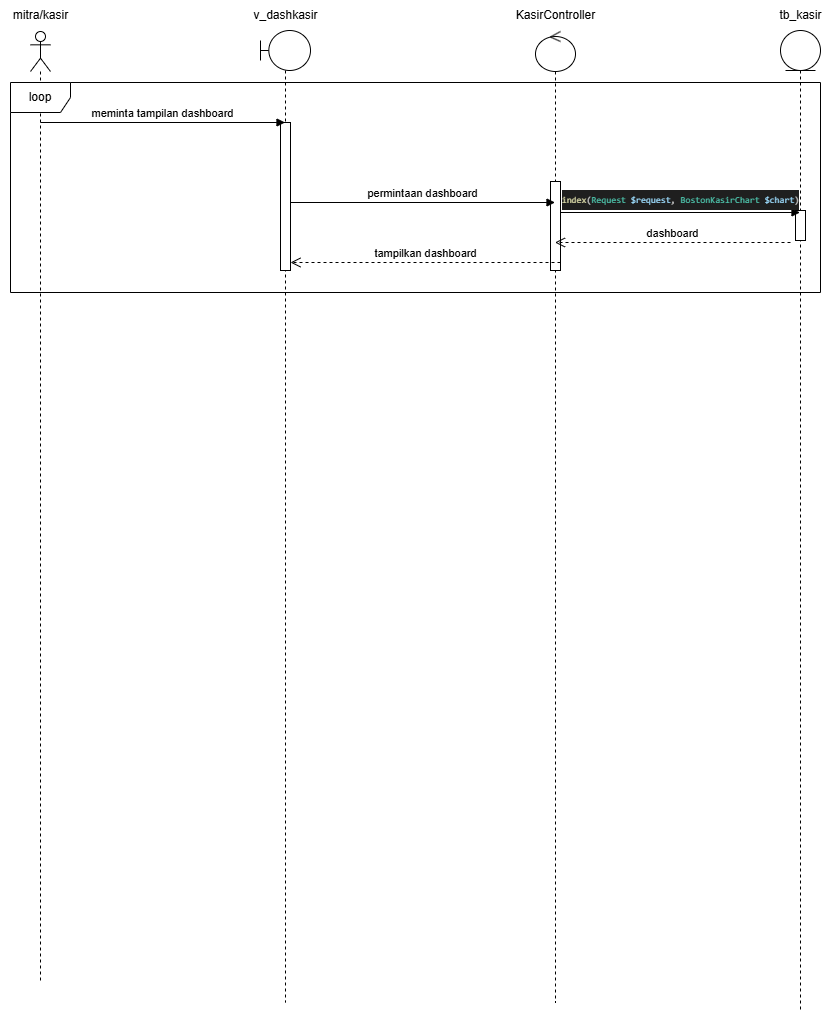 mitra/kasir
v_dashkasir
KasirController
tb_kasir
loop
meminta tampilan dashboard
permintaan dashboard
index(Request $request, BostonKasirChart $chart)
dashboard
tampilkan dashboard